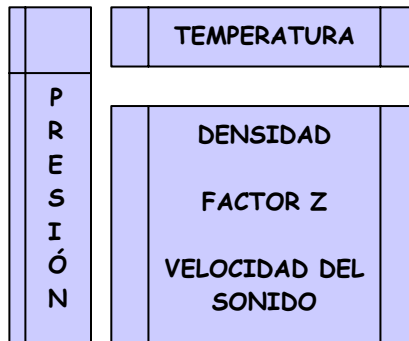 TEMPERATURA
P
R
E
S
I
Ó
N
DENSIDAD
FACTOR Z
VELOCIDAD DEL
SONIDO